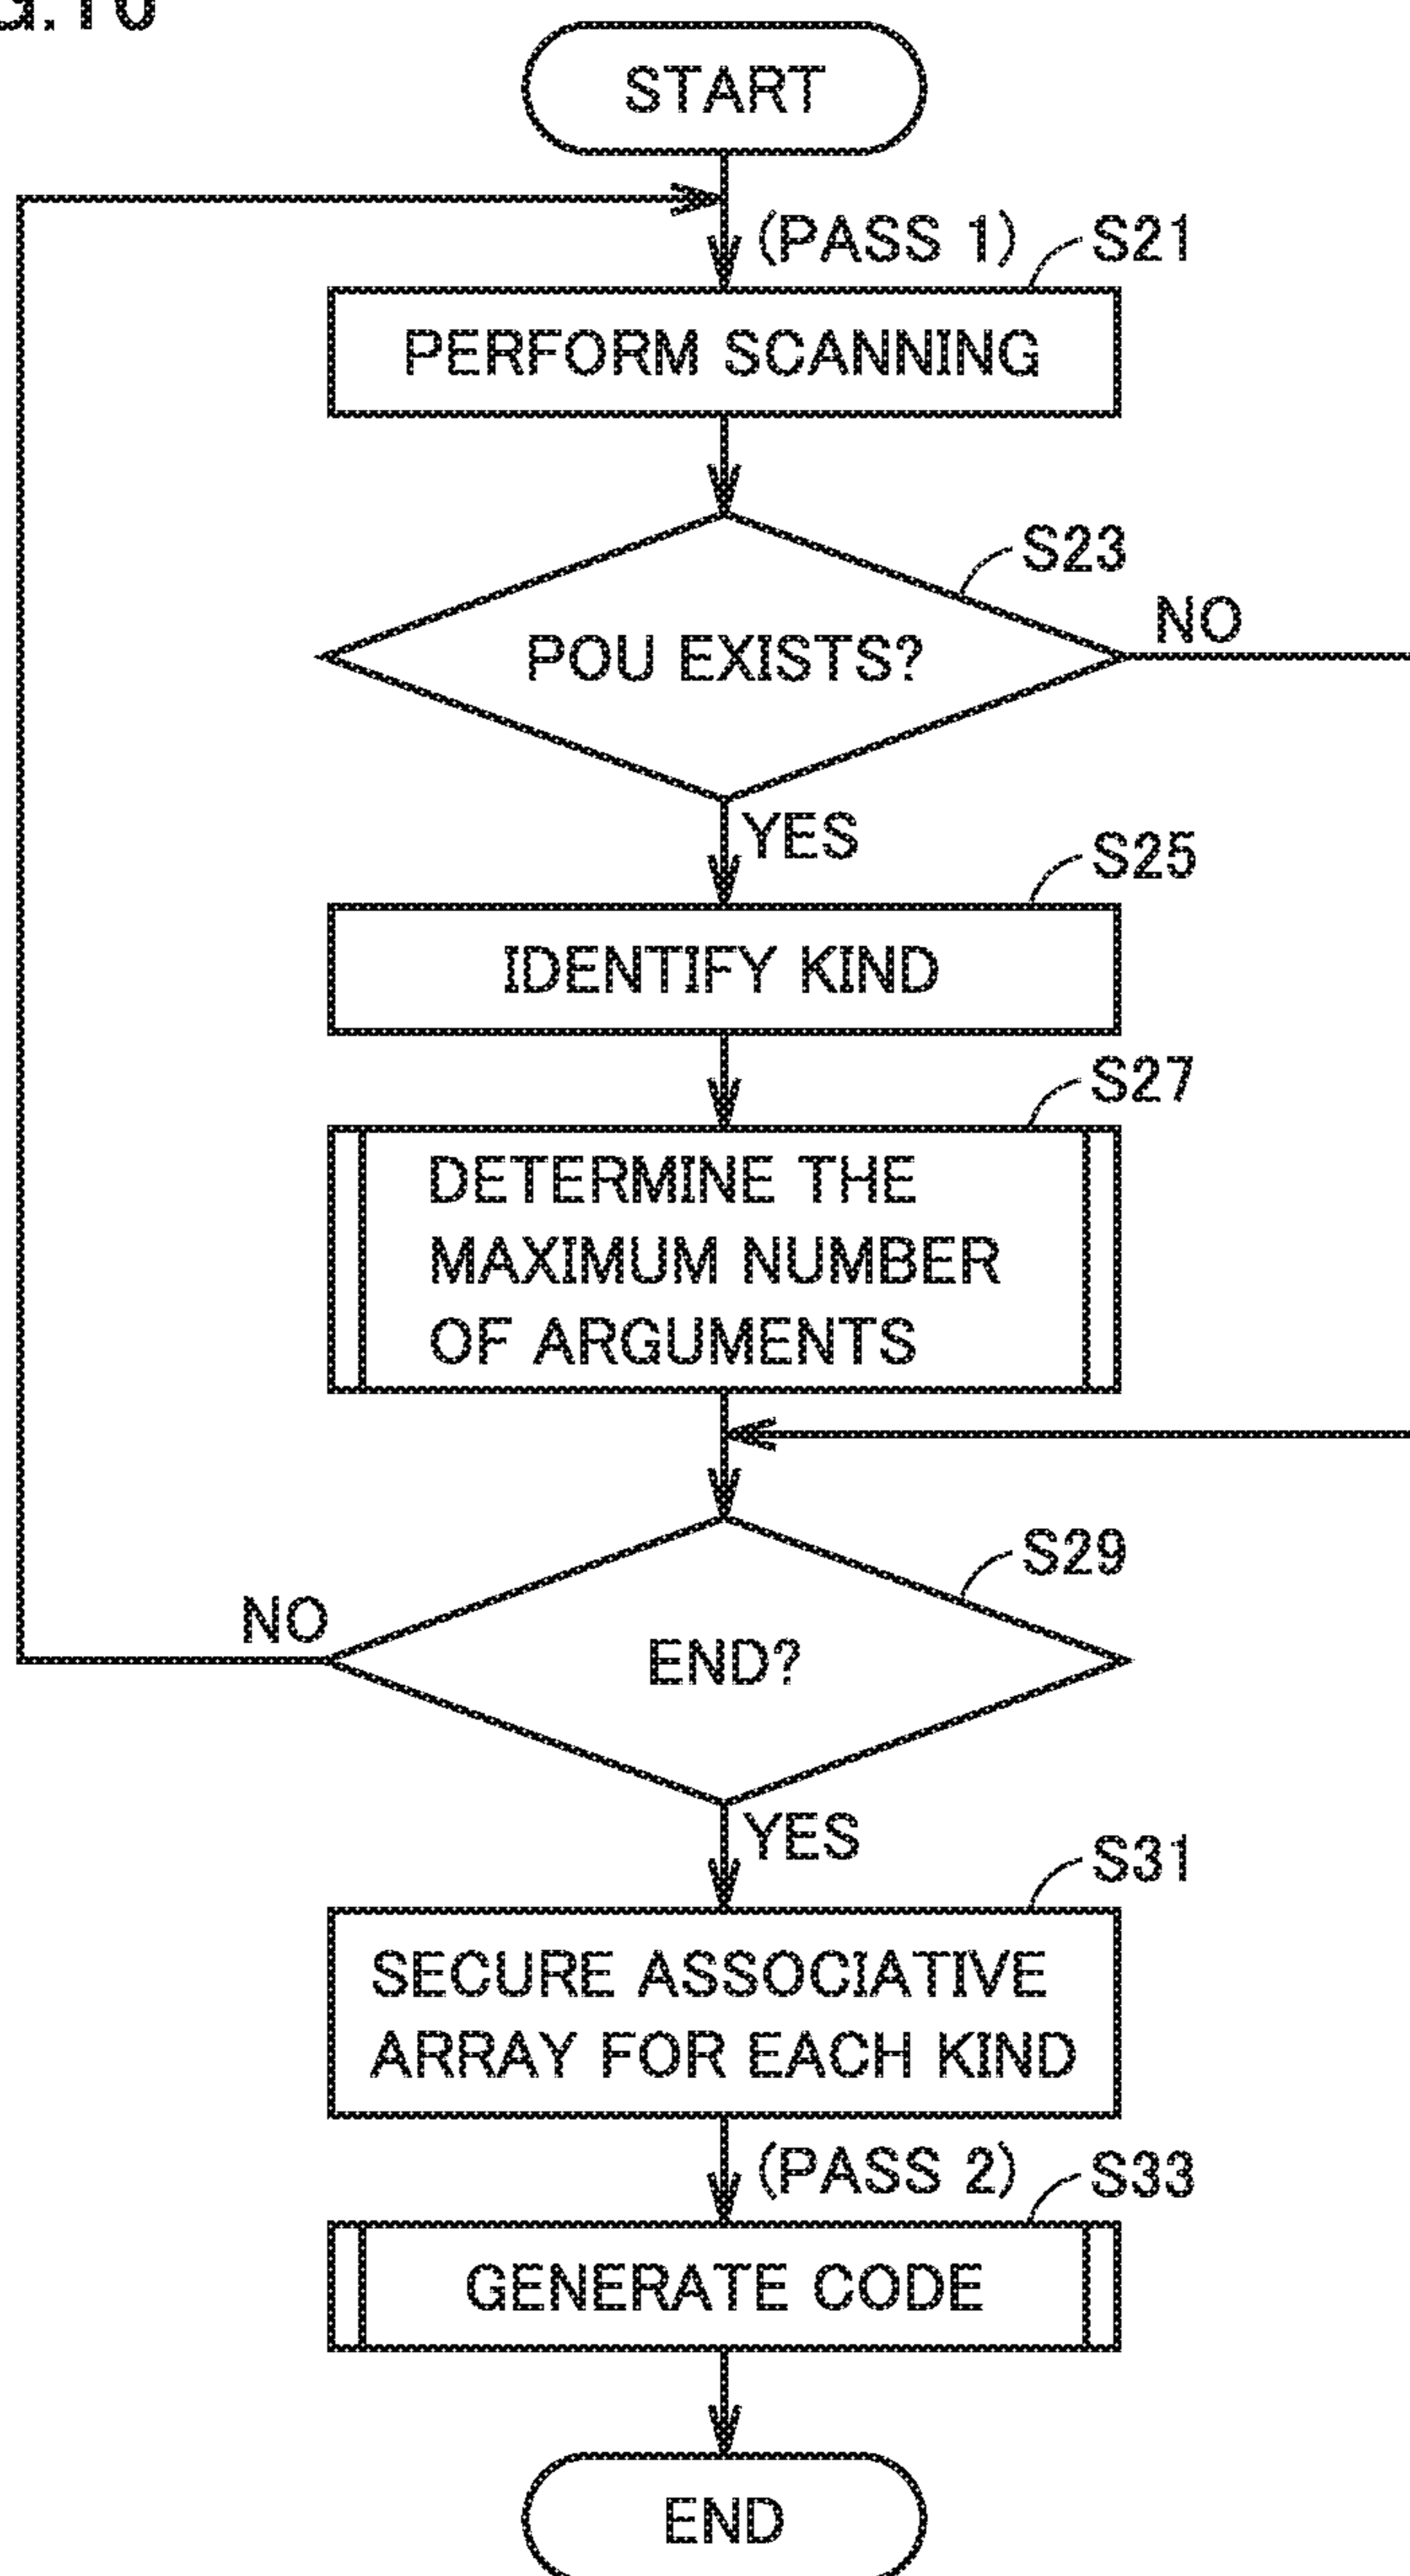 START
(PASS 1)
S21
PERFORM SCANNING
S23
POU EXISTS?
NO
YES
S25
IDENTIFY KIND
S27
DETERMINE THE
MAXIMUM NUMBER
OF ARGUMENTS
S29
NO
END?
YES
S31
SECURE ASSOCIATIVE
ARRAY FOR EACH KIND
(PASS 2)
S33
GENERATE CODE
END